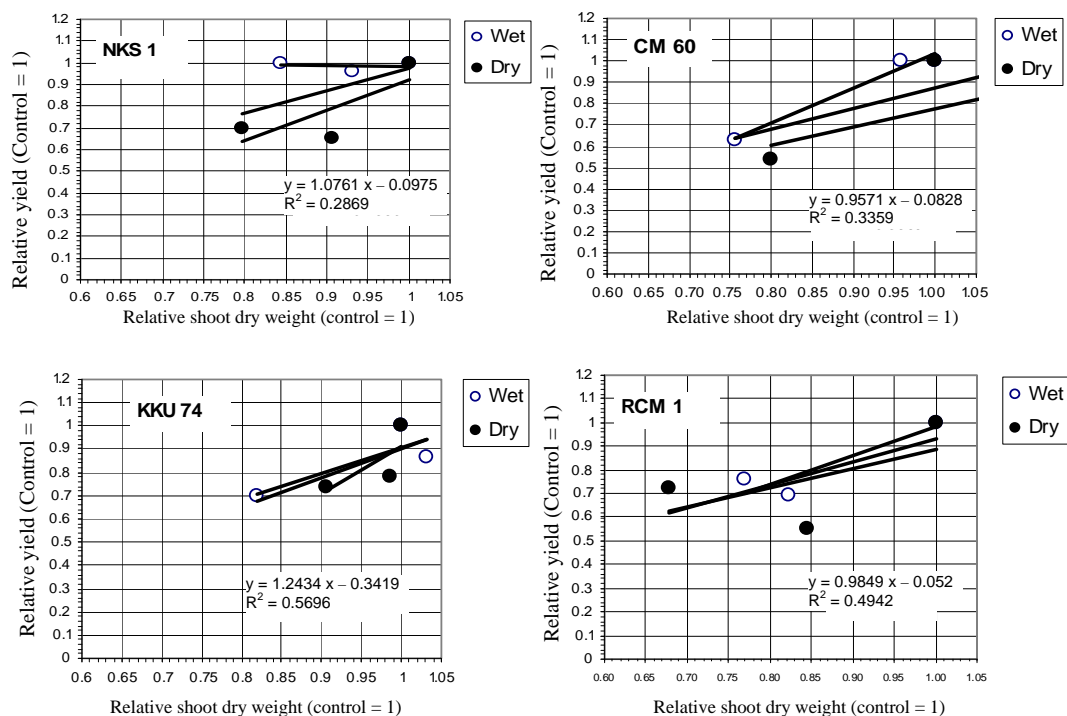 NKS 1
Wet
Dry
Relative yield (Control = 1)
1.2
1.1
1
0.9
0.8
0.7
0.6
0.5
0.4
0.3
0.2
0.1
0
y = 1.0761 x – 0.0975
R² = 0.2869
0.6 0.65 0.7 0.75 0.8 0.85 0.9 0.95 1 1.05
Relative shoot dry weight (control = 1)
CM 60
Wet
Dry
Relative yield (Control = 1)
1.2
1.1
1
0.9
0.8
0.7
0.6
0.5
0.4
0.3
0.2
0.1
0
y = 0.9571 x – 0.0828
R² = 0.3359
0.60 0.65 0.70 0.75 0.80 0.85 0.90 0.95 1.00 1.05
Relative shoot dry weight (control = 1)
KKU 74
Wet
Dry
Relative yield (Control = 1)
1.2
1.1
1
0.9
0.8
0.7
0.6
0.5
0.4
0.3
0.2
0.1
0
y = 1.2434 x – 0.3419
R² = 0.5696
0.6 0.65 0.7 0.75 0.8 0.85 0.9 0.95 1 1.05
Relative shoot dry weight (control = 1)
RCM 1
Wet
Dry
Relative yield (Control = 1)
1.2
1.1
1
0.9
0.8
0.7
0.6
0.5
0.4
0.3
0.2
0.1
0
y = 0.9849 x – 0.052
R² = 0.4942
0.60 0.65 0.70 0.75 0.80 0.85 0.90 0.95 1.00 1.05
Relative shoot dry weight (control = 1)